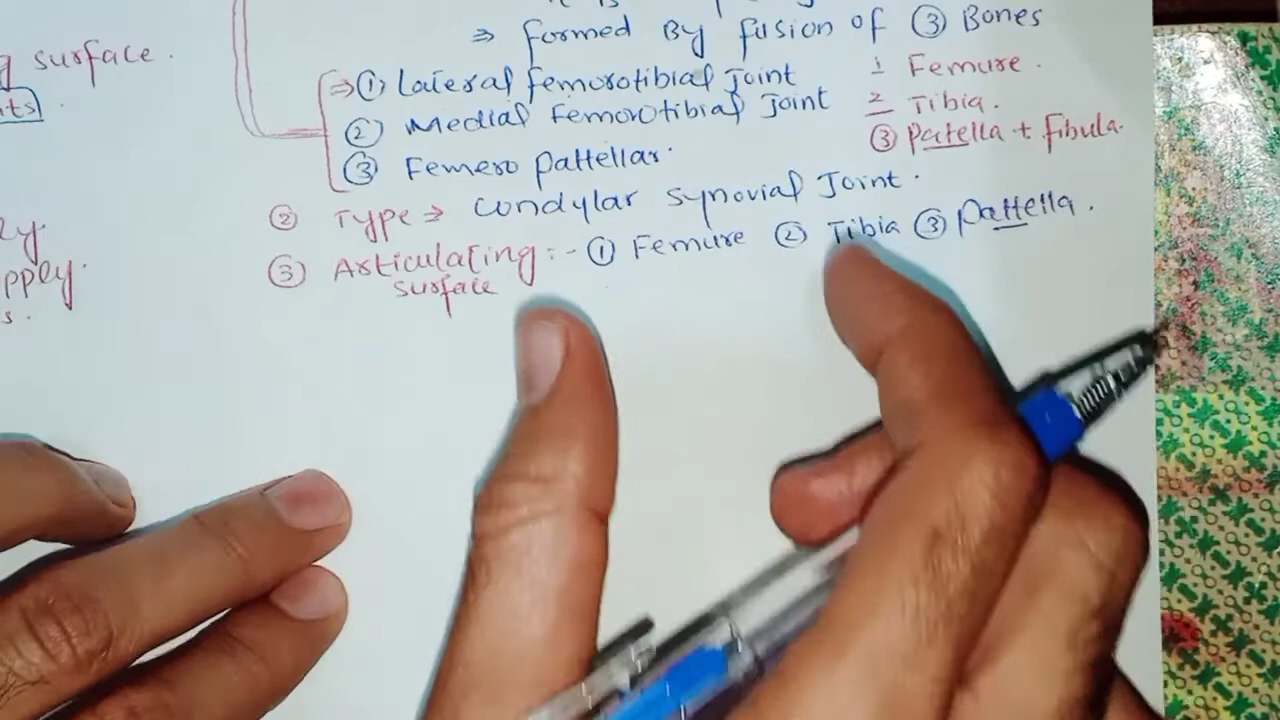 ⇒ formed By fusion of ③ Bones
g surface.
nts
⇒ ① Lateral femorotibial Joint
1 Femure.
② Medial Femorotibial Joint
2 Tibia.
③ Femero pattellar.
③ Patella + fibula.
② Type ⇒ condylar synovial Joint.
ly.
③ Articulating :- ① Femure ② Tibia ③ pattella.
surface
pply.
s.